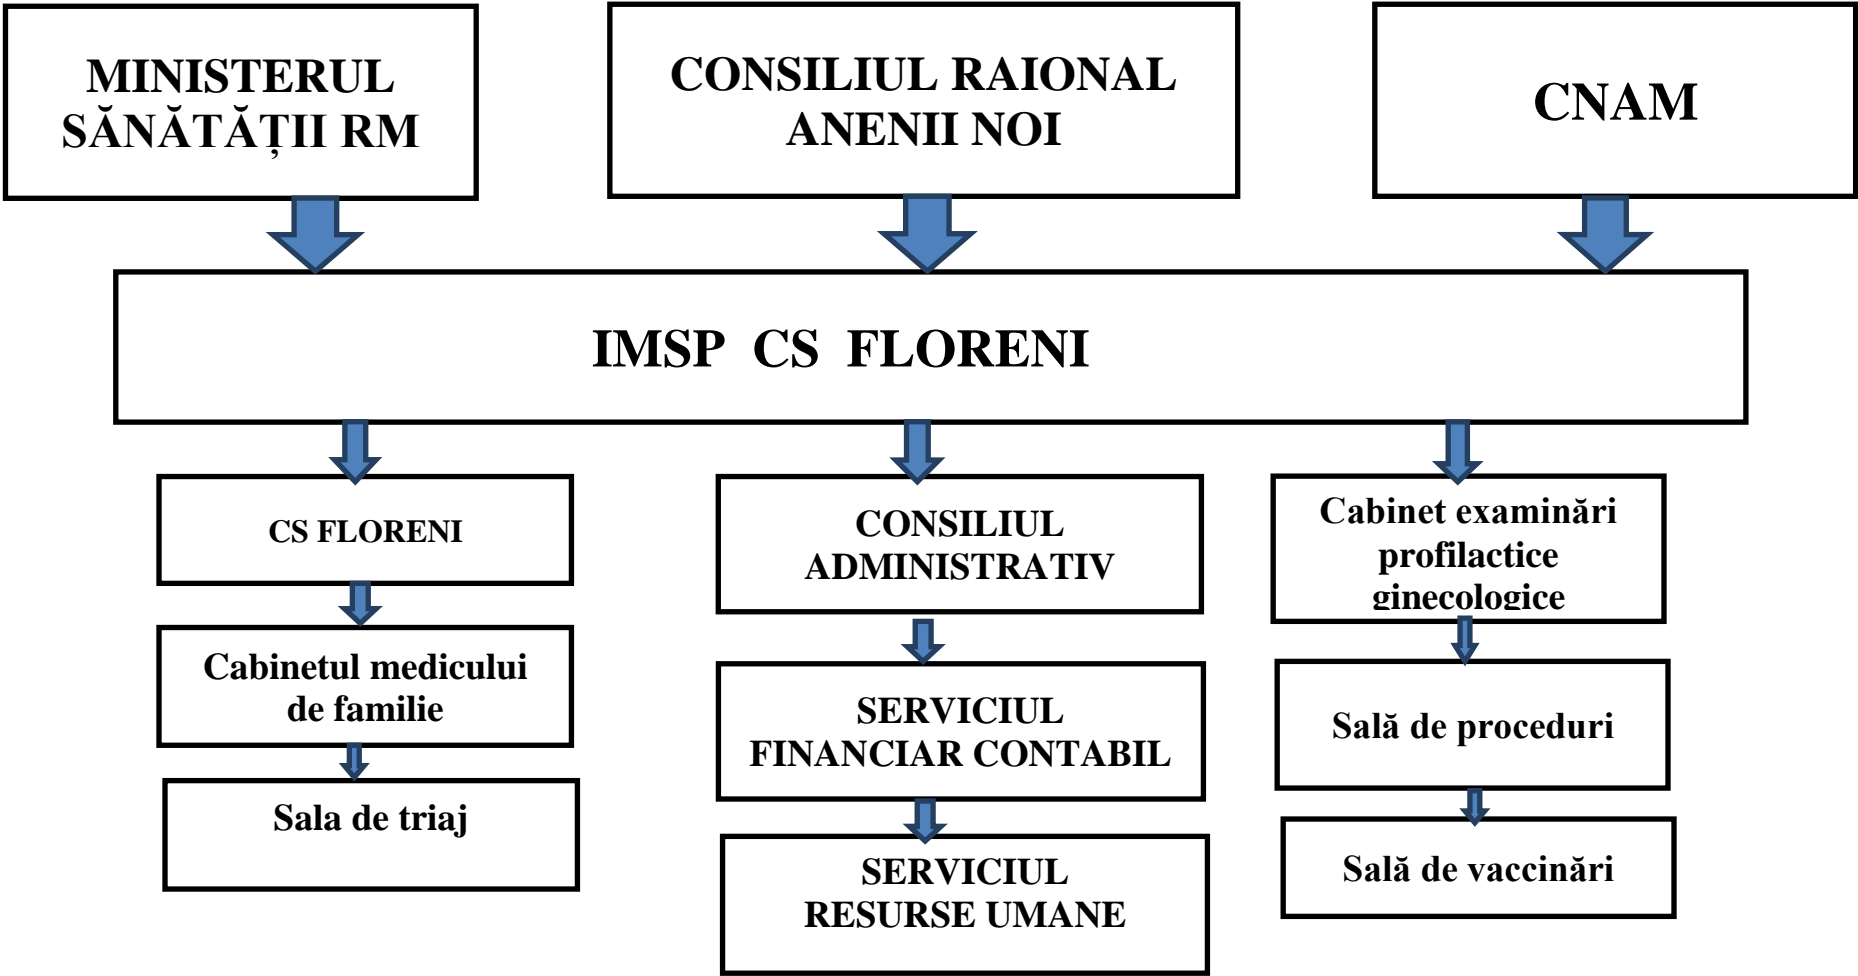 MINISTERUL
SĂNĂTĂȚII RM
CONSILIUL RAIONAL
ANENII NOI
CNAM
IMSP CS FLORENI
CS FLORENI
Cabinetul medicului
de familie
Sala de triaj
CONSILIUL
ADMINISTRATIV
SERVICIUL
FINANCIAR CONTABIL
SERVICIUL
RESURSE UMANE
Cabinet examinări
profilactice
ginecologice
Sală de proceduri
Sală de vaccinări